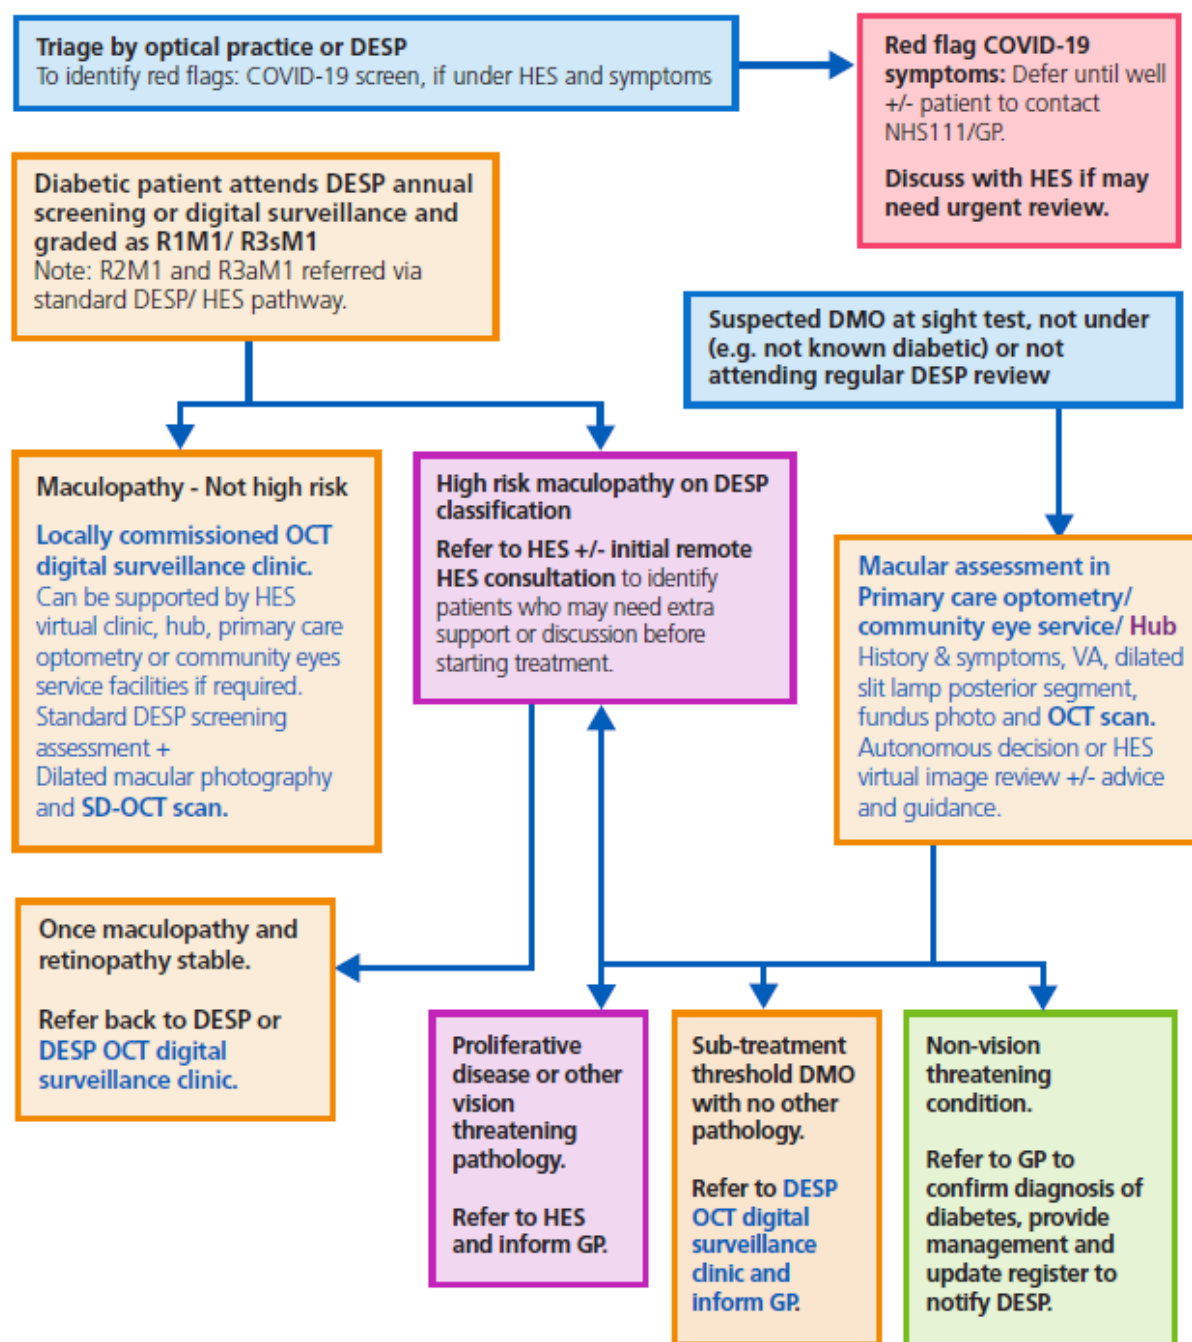 Triage by optical practice or DESP
To identify red flags: COVID-19 screen, if under HES and symptoms
Red flag COVID-19
symptoms: Defer until well
+/- patient to contact
NHS111/GP.
Discuss with HES if may
need urgent review.
Diabetic patient attends DESP annual
screening or digital surveillance and
graded as R1M1/ R3sM1
Note: R2M1 and R3aM1 referred via
standard DESP/ HES pathway.
Suspected DMO at sight test, not under
(e.g. not known diabetic) or not
attending regular DESP review
Maculopathy - Not high risk
Locally commissioned OCT
digital surveillance clinic.
Can be supported by HES
virtual clinic, hub, primary care
optometry or community eyes
service facilities if required.
Standard DESP screening
assessment +
Dilated macular photography
and SD-OCT scan.
High risk maculopathy on DESP
classification
Refer to HES +/- initial remote
HES consultation to identify
patients who may need extra
support or discussion before
starting treatment.
Macular assessment in
Primary care optometry/
community eye service/ Hub
History & symptoms, VA, dilated
slit lamp posterior segment,
fundus photo and OCT scan.
Autonomous decision or HES
virtual image review +/- advice
and guidance.
Once maculopathy and
retinopathy stable.
Refer back to DESP or
DESP OCT digital
surveillance clinic.
Proliferative
disease or other
vision
threatening
pathology.
Refer to HES
and inform GP.
Sub-treatment
threshold DMO
with no other
pathology.
Refer to DESP
OCT digital
surveillance
clinic and
inform GP.
Non-vision
threatening
condition.
Refer to GP to
confirm diagnosis of
diabetes, provide
management and
update register to
notify DESP.